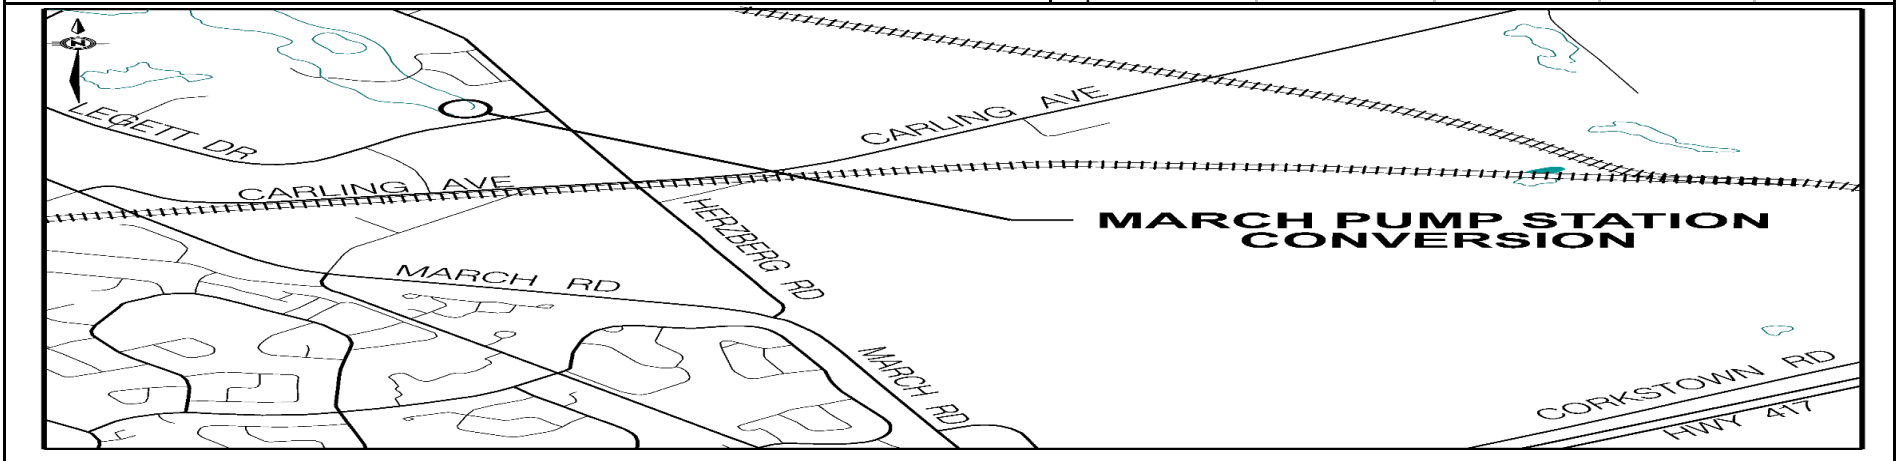 N
LEGETT DR
CARLING AVE
CARLING AVE
HERZBERG RD
MARCH PUMP STATION
CONVERSION
MARCH RD
MARCH RD
CORKSTOWN RD
HWY 417